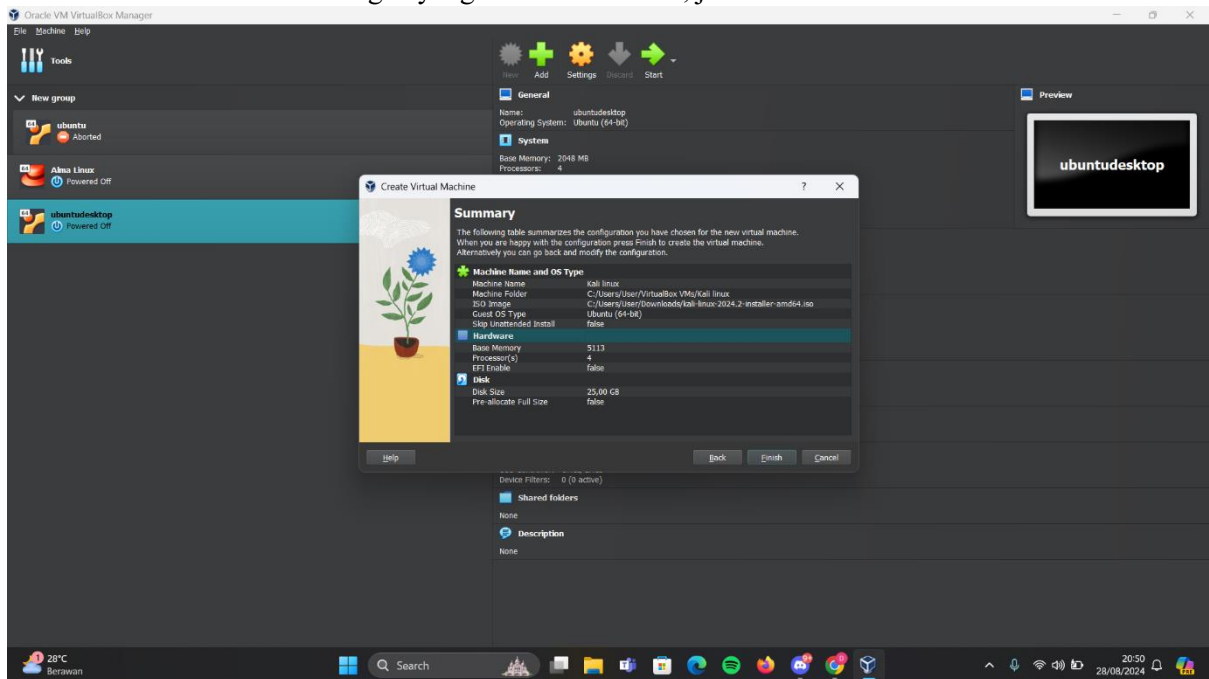 Oracle VM VirtualBox Manager
File Machine Help
Tools
New Add Settings Discard Start
New group
64 ubuntu
Aborted
64 Alma Linux
Powered Off
64 ubuntudesktop
Powered Off
General
Name: ubuntudesktop
Operating System: Ubuntu (64-bit)
System
Base Memory: 2048 MB
Processors: 4
Preview
ubuntudesktop
Create Virtual Machine ? X
Summary
The following table summarizes the configuration you have chosen for the new virtual machine.
When you are happy with the configuration press Finish to create the virtual machine.
Alternatively you can go back and modify the configuration.
Machine Name and OS Type
Machine Name Kali linux
Machine Folder C:/Users/User/VirtualBox VMs/Kali linux
ISO Image C:/Users/User/Downloads/kali-linux-2024.2-installer-amd64.iso
Guest OS Type Ubuntu (64-bit)
Skip Unattended Install false
Hardware
Base Memory 5113
Processor(s) 4
EFI Enable false
Disk
Disk Size 25,00 GB
Pre-allocate Full Size false
Help Back Finish Cancel
Device Filters: 0 (0 active)
Shared folders
None
Description
None
1
28°C
Berawan
Search
20:50
28/08/2024